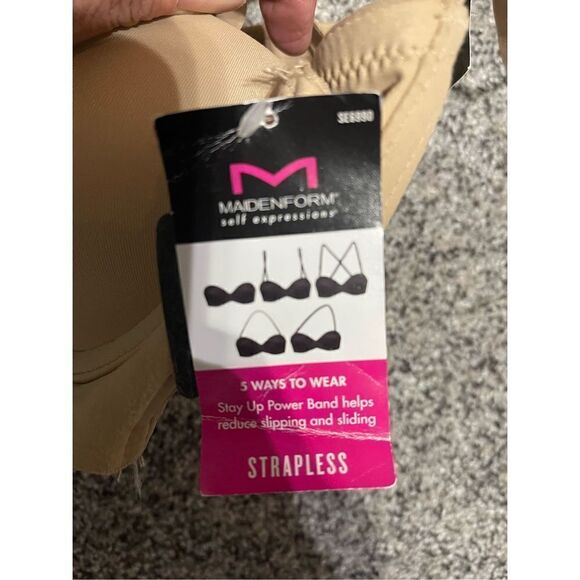 SE6990
M
MAIDENFORM®
self expressions®
5 WAYS TO WEAR
Stay Up Power Band helps
reduce slipping and sliding
STRAPLESS